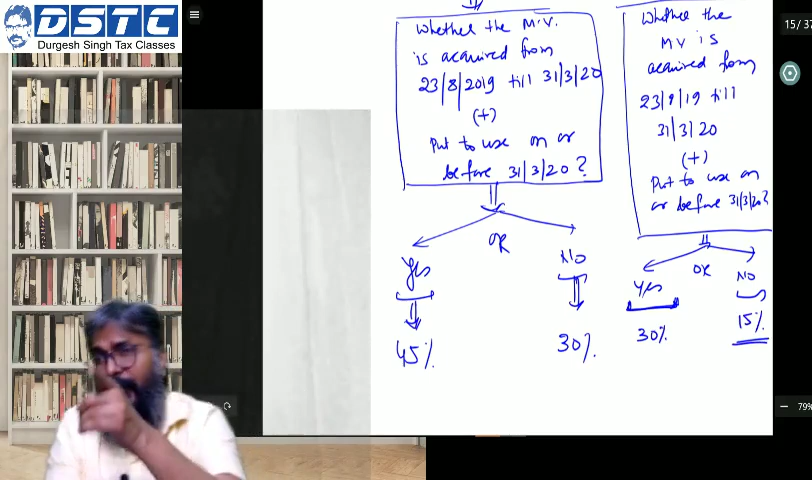 DSTC
Durgesh Singh Tax Classes
15/37
Whether the M.V.
is acquired from
23/8/2019 till 31/3/20
(+)
Put to use on or
before 31/3/20?
OR
Yes
NO
45%
30%
Whether the
MV is
acquired from
23/9/19 till
31/3/20
(+)
Put to use on
or before 31/3/20?
OR
Yes
NO
30%
15%
79%